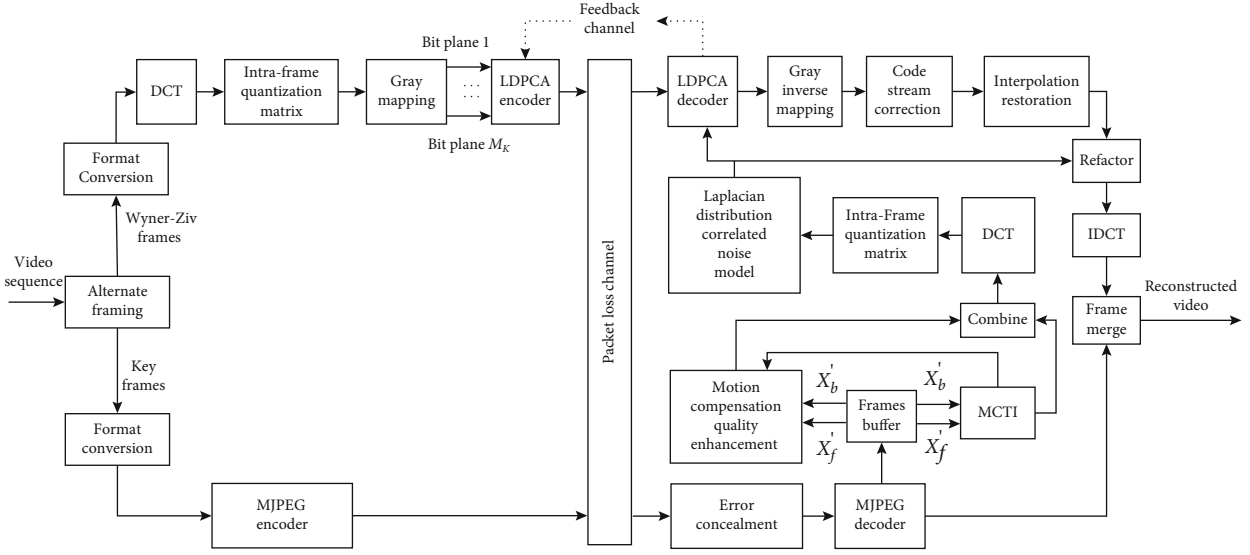 Feedback
channel
Bit plane 1
DCT
Intra-frame
quantization
matrix
Gray
mapping
... ...
LDPCA
encoder
Bit plane M_K
LDPCA
decoder
Gray
inverse
mapping
Code
stream
correction
Interpolation
restoration
Format
Conversion
Wyner-Ziv
frames
Video
sequence
Alternate
framing
Key
frames
Format
conversion
MJPEG
encoder
Packet loss channel
Refactor
Laplacian
distribution
correlated
noise
model
Intra-Frame
quantization
matrix
DCT
IDCT
Combine
Frame
merge
Reconstructed
video
Motion
compensation
quality
enhancement
X'_b
X'_f
Frames
buffer
X'_b
X'_f
MCTI
Error
concealment
MJPEG
decoder